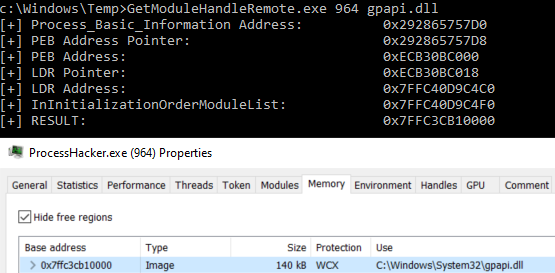 c:\Windows\Temp>GetModuleHandleRemote.exe 964 gpapi.dll
[+] Process_Basic_Information Address: 0x292865757D0
[+] PEB Address Pointer: 0x292865757D8
[+] PEB Address: 0xECB30BC000
[+] LDR Pointer: 0xECB30BC018
[+] LDR Address: 0x7FFC40D9C4C0
[+] InInitializationOrderModuleList: 0x7FFC40D9C4F0
[+] RESULT: 0x7FFC3CB10000
ProcessHacker.exe (964) Properties
General Statistics Performance Threads Token Modules Memory Environment Handles GPU Comment
Hide free regions
Base address Type Size Protection Use
0x7ffc3cb10000 Image 140 kB WCX C:\Windows\System32\gpapi.dll